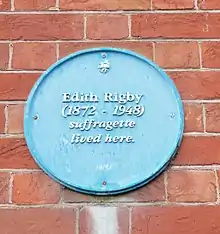 Edith Rigby
(1872 - 1948)
suffragette
lived here.